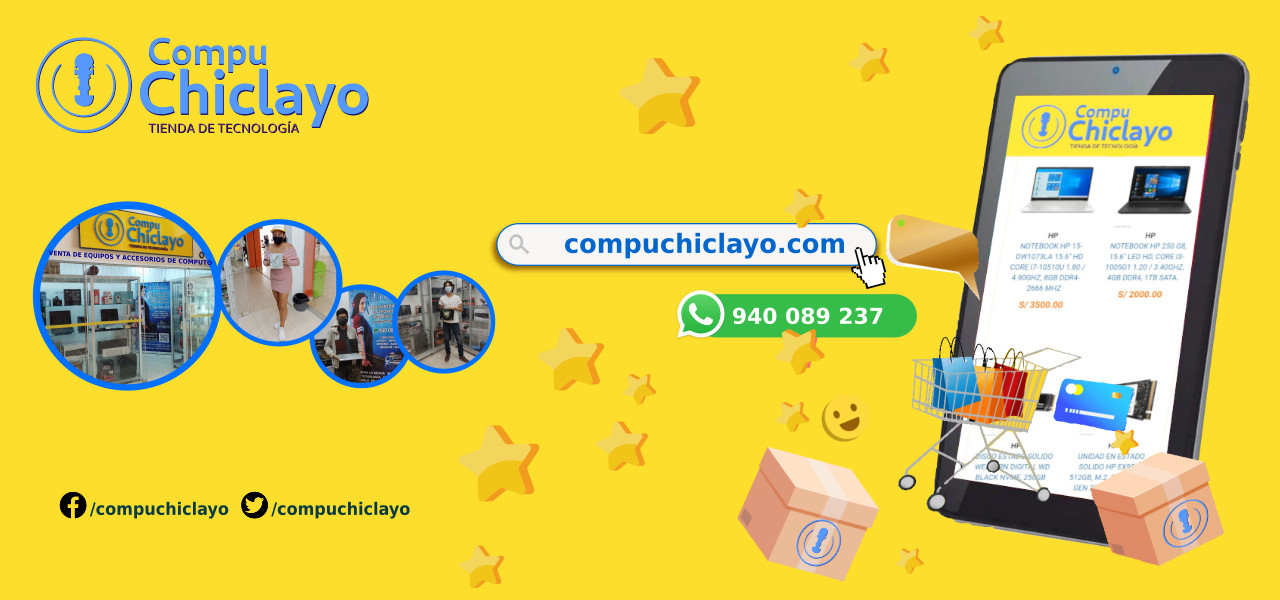 Compu
Chiclayo
TIENDA DE TECNOLOGÍA
Compu
Chiclayo
VENTA DE EQUIPOS Y ACCESORIOS DE COMPUTO
940 08
compuchiclayo.com
940 089 237
/compuchiclayo
/compuchiclayo
Compu
Chiclayo
TIENDA DE TECNOLOGÍA
HP
NOTEBOOK HP 15-
DW1073LA 15.6" HD
CORE I7-10510U 1.80 /
4.90GHZ, 8GB DDR4-
2666 MHZ
S/ 3500.00
HP
NOTEBOOK HP 250 G8,
15.6" LED HD, CORE I3-
1005G1 1.20 / 3.40GHZ,
4GB DDR4, 1TB SATA.
S/ 2000.00
HP
DISCO ESTADO SOLIDO
WESTERN DIGITAL WD
BLACK NVME, 250GB
UNIDAD EN ESTADO
SOLIDO HP EX9
512GB, M.2
GEN